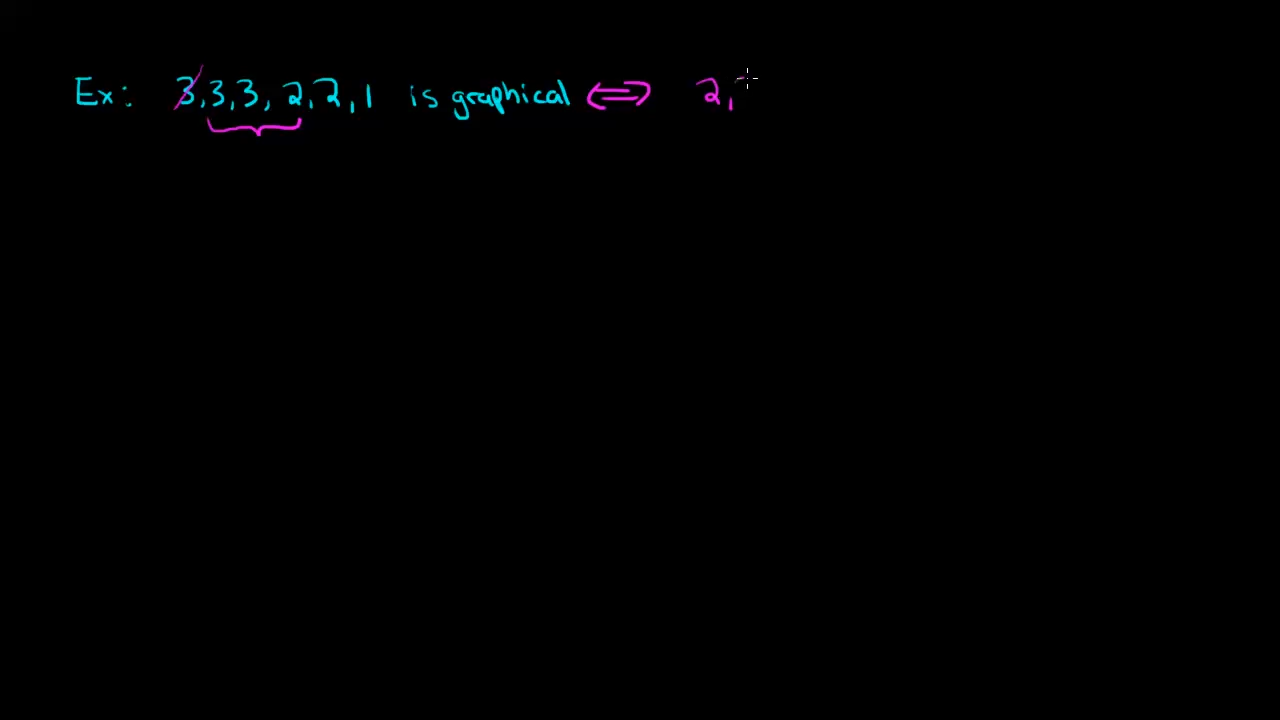 Ex: 3, 3, 3, 2, 2, 1 is graphical ⟺ 2,